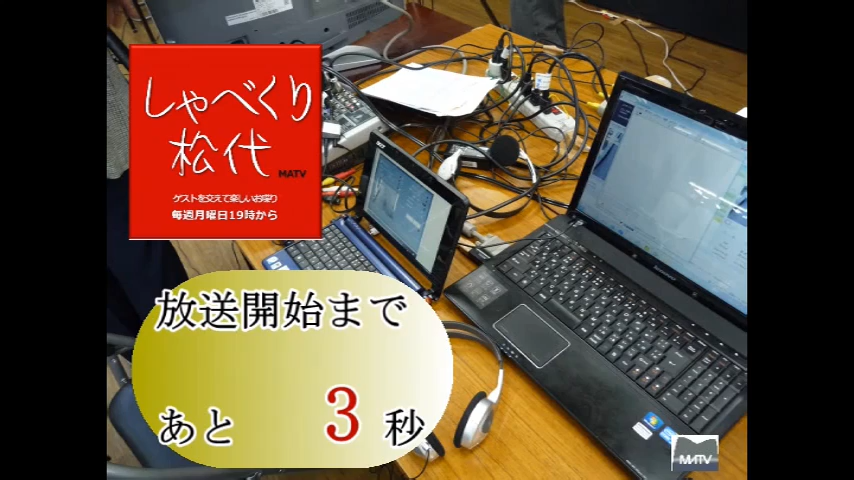 しゃべくり
松代
MATV
ゲストを交えて楽しいお喋り
毎週月曜日19時から
放送開始まで
あと 3 秒
acer
lenovo
MATV